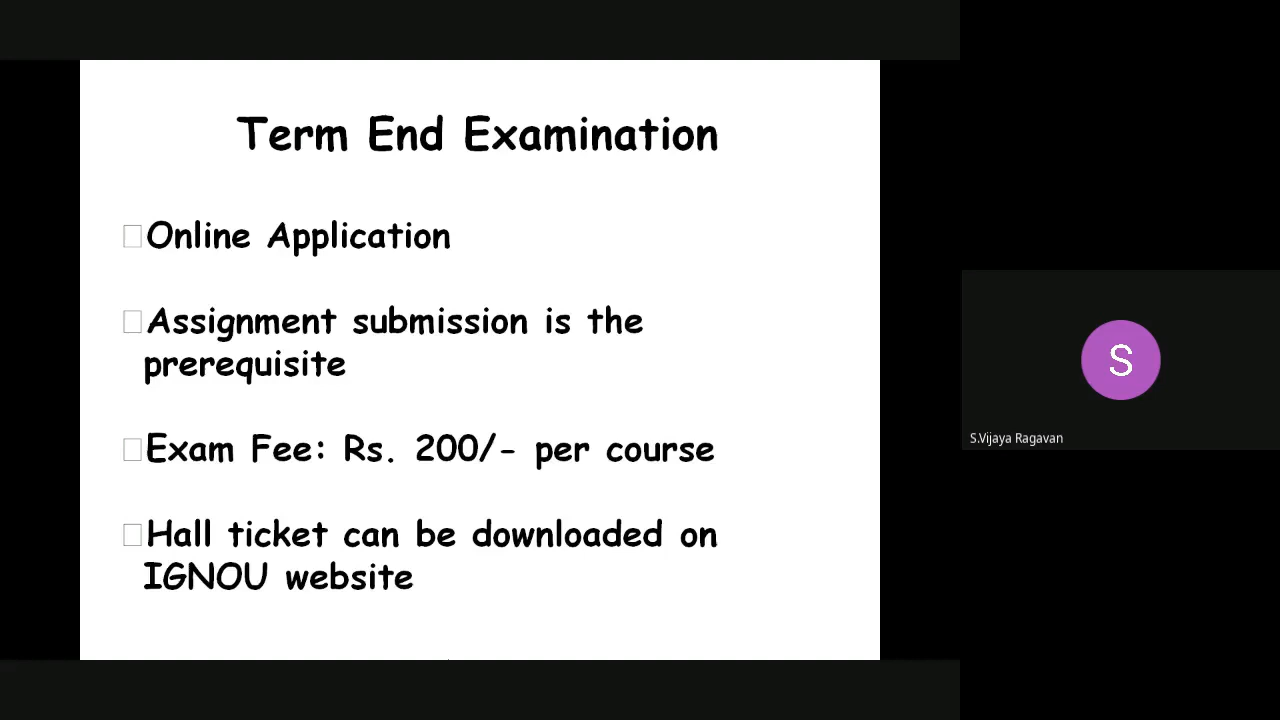 Term End Examination
Online Application
Assignment submission is the
prerequisite
Exam Fee: Rs. 200/- per course
Hall ticket can be downloaded on
IGNOU website
S
S.Vijaya Ragavan